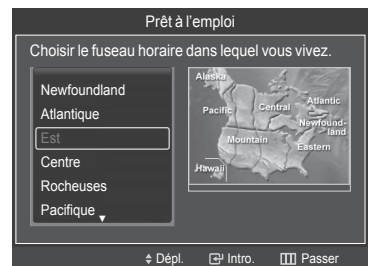 Prêt à l'emploi
Choisir le fuseau horaire dans lequel vous vivez.
Newfoundland
Atlantique
Est
Centre
Rocheuses
Pacifique
Alaska
Pacific
Central
Atlantic
Newfound-
land
Mountain
Eastern
Hawaii
Dépl.
Intro.
Passer